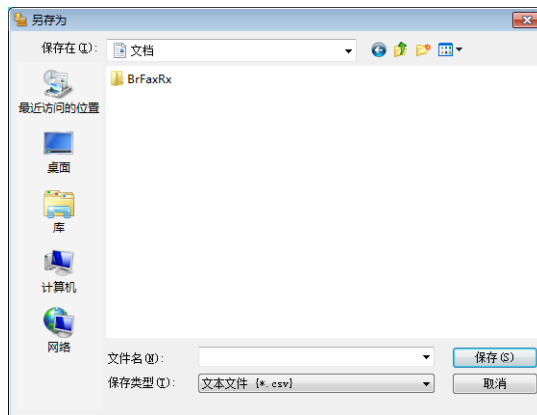 另存为
保存在(I):
文档
BrFaxRx
最近访问的位置
桌面
库
计算机
网络
文件名(N):
保存(S)
保存类型(T):
文本文件 {*.csv}
取消